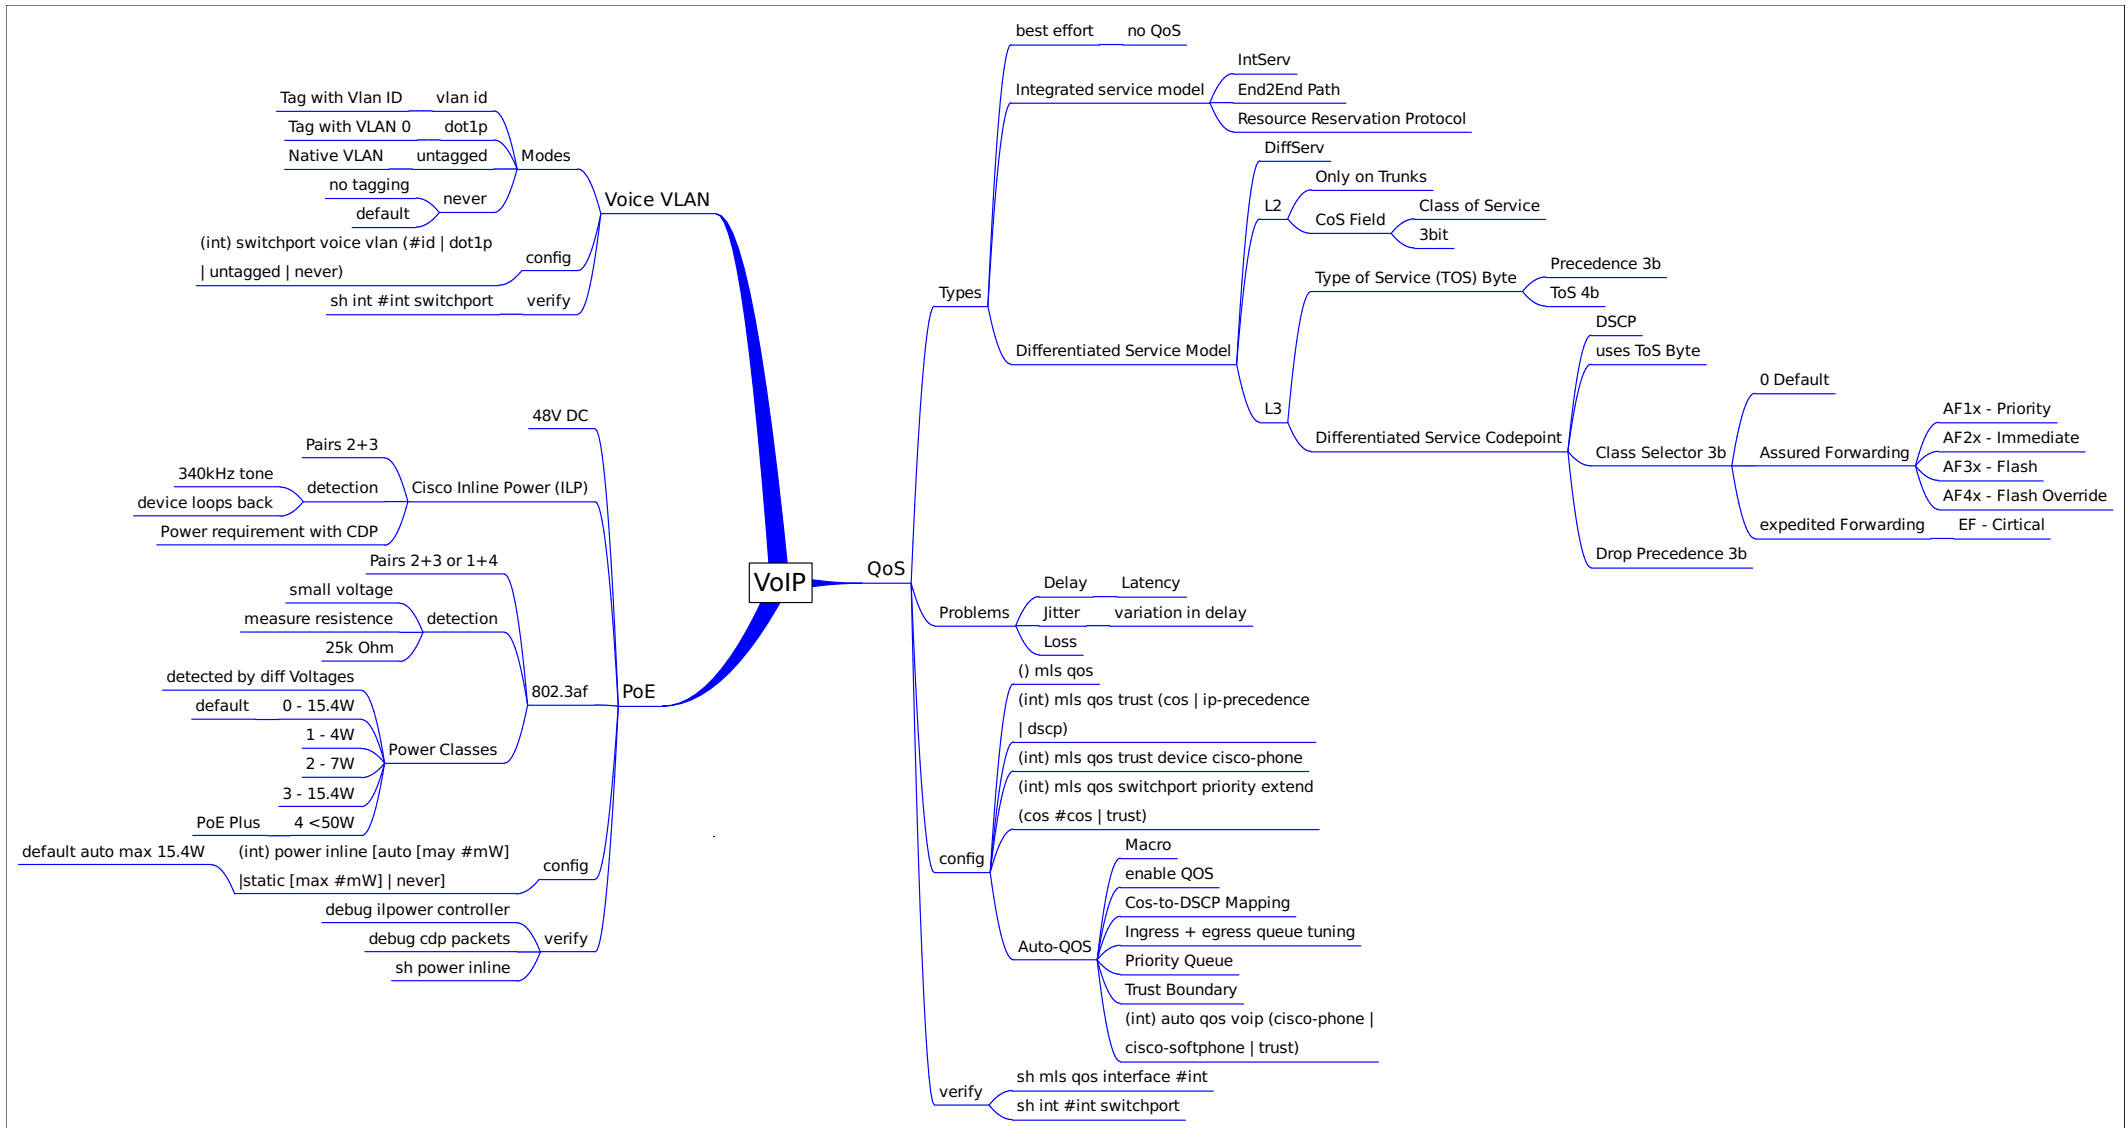 VoIP
Voice VLAN
Modes
vlan id
Tag with Vlan ID
dot1p
Tag with VLAN 0
untagged
Native VLAN
never
no tagging
default
config
(int) switchport voice vlan (#id | dot1p
| untagged | never)
verify
sh int #int switchport
PoE
48V DC
Cisco Inline Power (ILP)
Pairs 2+3
detection
340kHz tone
device loops back
Power requirement with CDP
802.3af
Pairs 2+3 or 1+4
detection
small voltage
measure resistence
25k Ohm
Power Classes
detected by diff Voltages
0 - 15.4W
default
1 - 4W
2 - 7W
3 - 15.4W
4 <50W
PoE Plus
config
(int) power inline [auto [may #mW]
|static [max #mW] | never]
default auto max 15.4W
verify
debug ilpower controller
debug cdp packets
sh power inline
QoS
Types
best effort
no QoS
Integrated service model
IntServ
End2End Path
Resource Reservation Protocol
Differentiated Service Model
DiffServ
L2
Only on Trunks
CoS Field
Class of Service
3bit
L3
Type of Service (TOS) Byte
Precedence 3b
ToS 4b
Differentiated Service Codepoint
DSCP
uses ToS Byte
Class Selector 3b
0 Default
Assured Forwarding
AF1x - Priority
AF2x - Immediate
AF3x - Flash
AF4x - Flash Override
expedited Forwarding
EF - Cirtical
Drop Precedence 3b
Problems
Delay
Latency
Jitter
variation in delay
Loss
config
() mls qos
(int) mls qos trust (cos | ip-precedence
| dscp)
(int) mls qos trust device cisco-phone
(int) mls qos switchport priority extend
(cos #cos | trust)
Auto-QOS
Macro
enable QOS
Cos-to-DSCP Mapping
Ingress + egress queue tuning
Priority Queue
Trust Boundary
(int) auto qos voip (cisco-phone |
cisco-softphone | trust)
verify
sh mls qos interface #int
sh int #int switchport